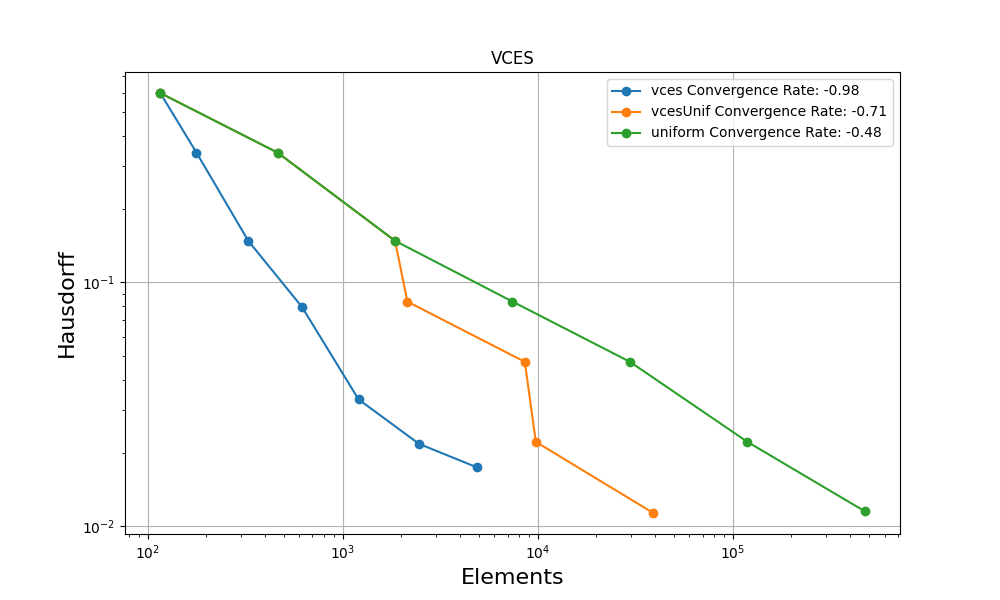 VCES
vces Convergence Rate: -0.98
vcesUnif Convergence Rate: -0.71
uniform Convergence Rate: -0.48
Hausdorff
10⁻¹
10⁻²
10²
10³
10⁴
10⁵
Elements